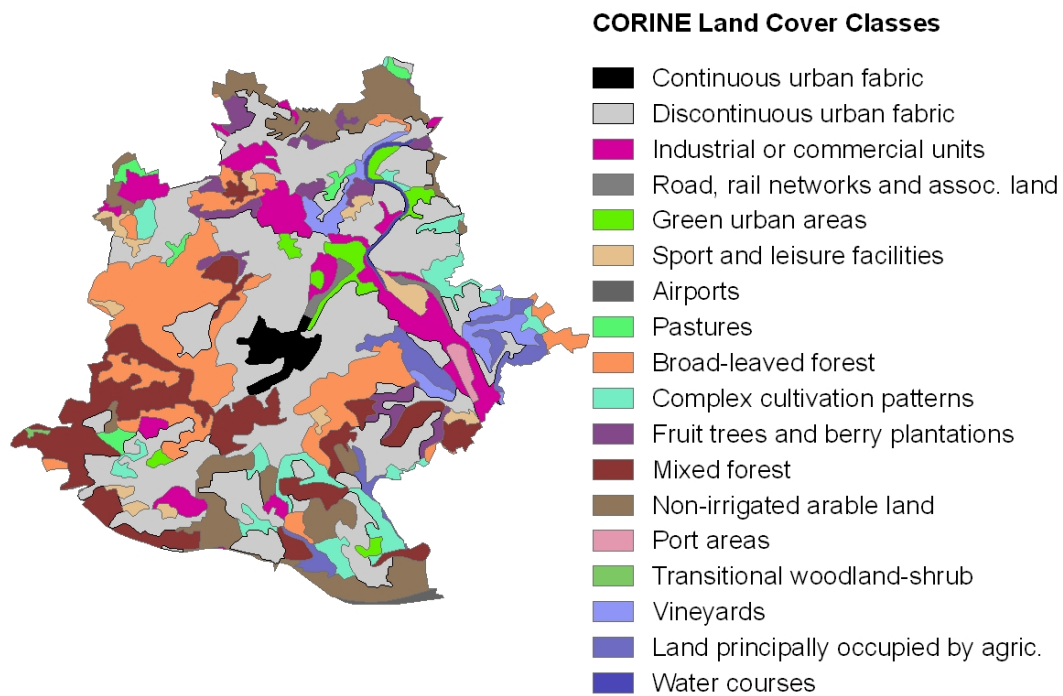 CORINE Land Cover Classes
Continuous urban fabric
Discontinuous urban fabric
Industrial or commercial units
Road, rail networks and assoc. land
Green urban areas
Sport and leisure facilities
Airports
Pastures
Broad-leaved forest
Complex cultivation patterns
Fruit trees and berry plantations
Mixed forest
Non-irrigated arable land
Port areas
Transitional woodland-shrub
Vineyards
Land principally occupied by agric.
Water courses